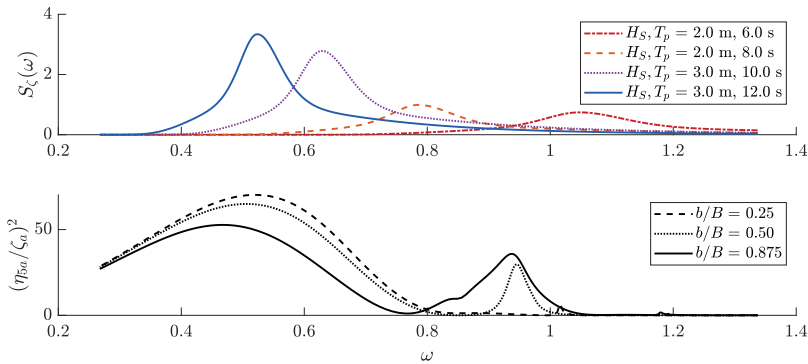 4
2
0
S_ζ(ω)
H_S, T_p = 2.0 m, 6.0 s
H_S, T_p = 2.0 m, 8.0 s
H_S, T_p = 3.0 m, 10.0 s
H_S, T_p = 3.0 m, 12.0 s
0.2 0.4 0.6 0.8 1 1.2 1.4
50
0
(η_{5a}/ζ_a)^2
b/B = 0.25
b/B = 0.50
b/B = 0.875
0.2 0.4 0.6 0.8 1 1.2 1.4
ω